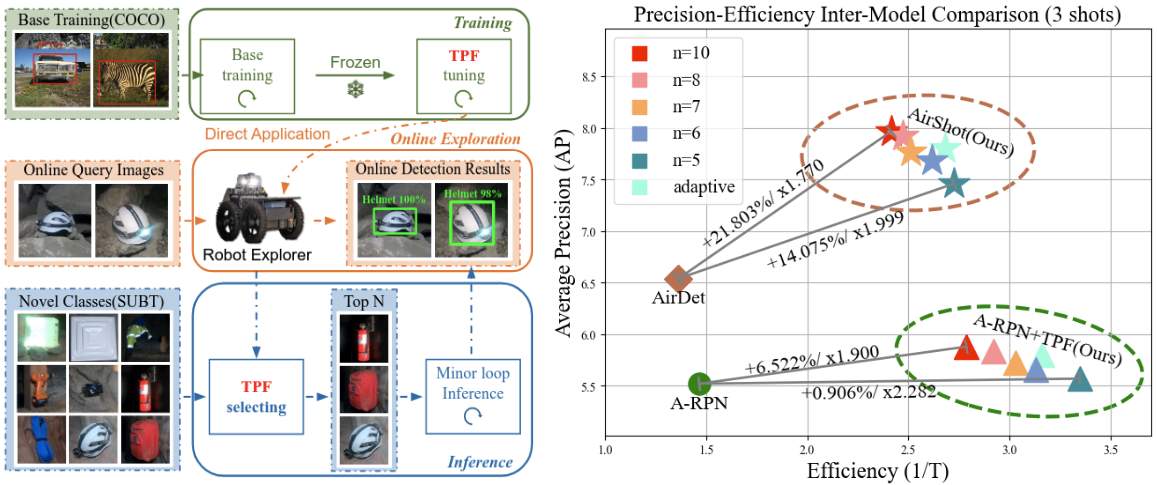 Base Training(COCO)
Training
Base
training
Frozen
TPF
tuning
Direct Application
Online Exploration
Online Query Images
Robot Explorer
Online Detection Results
Helmet 100%
Helmet 98%
Novel Classes(SUBT)
TPF
selecting
Top N
Minor loop
Inference
Inference
Precision-Efficiency Inter-Model Comparison (3 shots)
Average Precision (AP)
8.5
8.0
7.5
7.0
6.5
6.0
5.5
n=10
n=8
n=7
n=6
n=5
adaptive
AirShot(Ours)
+21.803%/ x1.770
+14.075%/ x1.999
AirDet
A-RPN+TPF(Ours)
+6.522%/ x1.900
+0.906%/ x2.282
A-RPN
1.0
1.5
2.0
2.5
3.0
3.5
Efficiency (1/T)